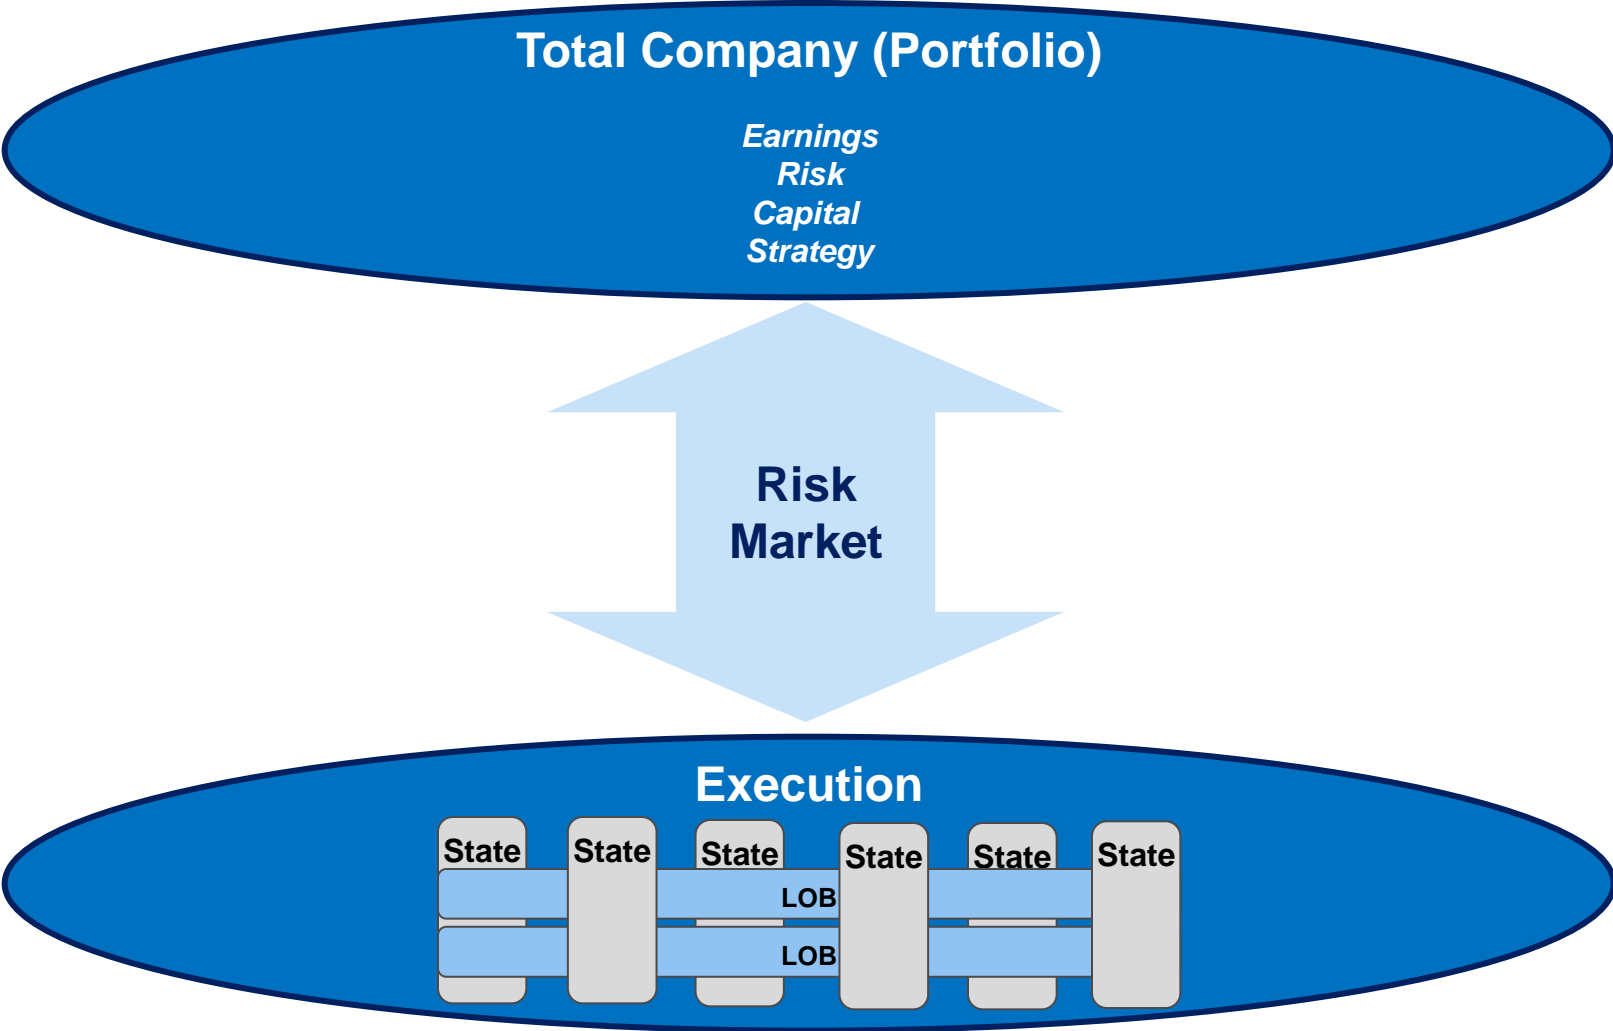 Total Company (Portfolio)
Earnings
Risk
Capital
Strategy
Risk
Market
Execution
State
State
State
State
State
State
LOB
LOB